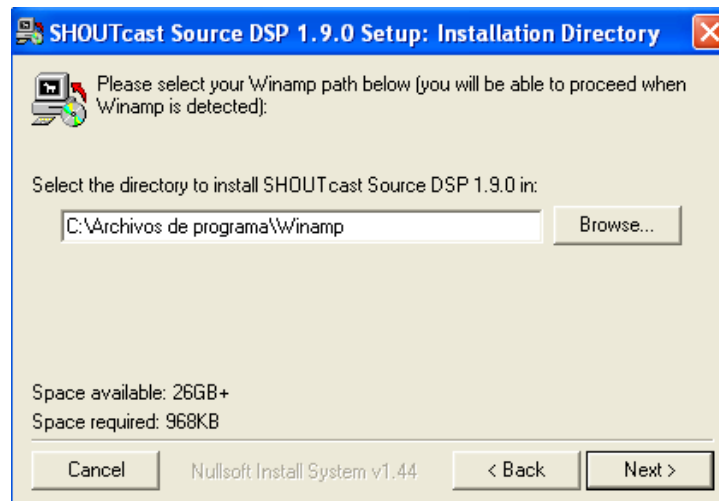 SHOUTcast Source DSP 1.9.0 Setup: Installation Directory
Please select your Winamp path below (you will be able to proceed when
Winamp is detected):
Select the directory to install SHOUTcast Source DSP 1.9.0 in:
C:\Archivos de programa\Winamp
Browse...
Space available: 26GB+
Space required: 968KB
Cancel
Nullsoft Install System v1.44
< Back
Next >